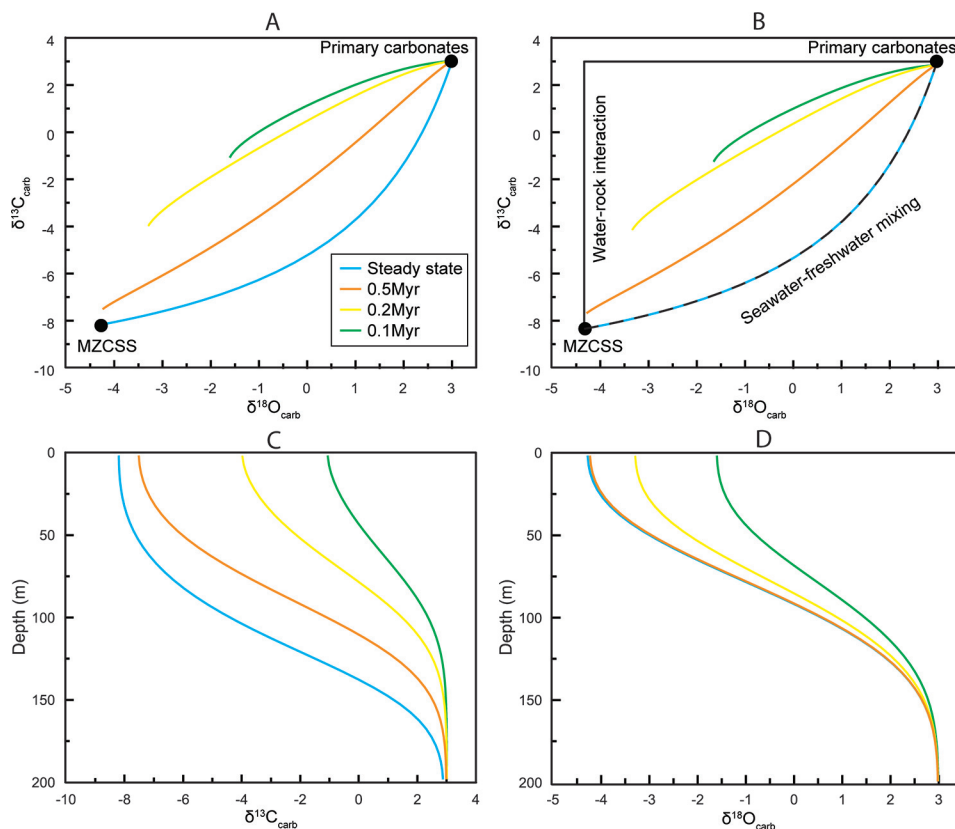 A
Primary carbonates
4
2
0
-2
-4
-6
-8
-10
δ13Ccarb
Steady state
0.5Myr
0.2Myr
0.1Myr
MZCSS
-5 -4 -3 -2 -1 0 1 2 3
δ18Ocarb
B
Primary carbonates
4
2
0
-2
-4
-6
-8
-10
δ13Ccarb
Water-rock interaction
Seawater-freshwater mixing
MZCSS
-5 -4 -3 -2 -1 0 1 2 3
δ18Ocarb
C
0
50
100
150
200
Depth (m)
-10 -8 -6 -4 -2 0 2 4
δ13Ccarb
D
0
50
100
150
200
Depth (m)
-5 -4 -3 -2 -1 0 1 2 3
δ18Ocarb